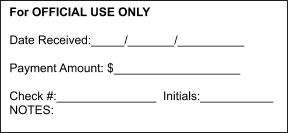 For OFFICIAL USE ONLY
Date Received:_____/_______/__________
Payment Amount: $___________________
Check #:_______________ Initials:___________
NOTES: